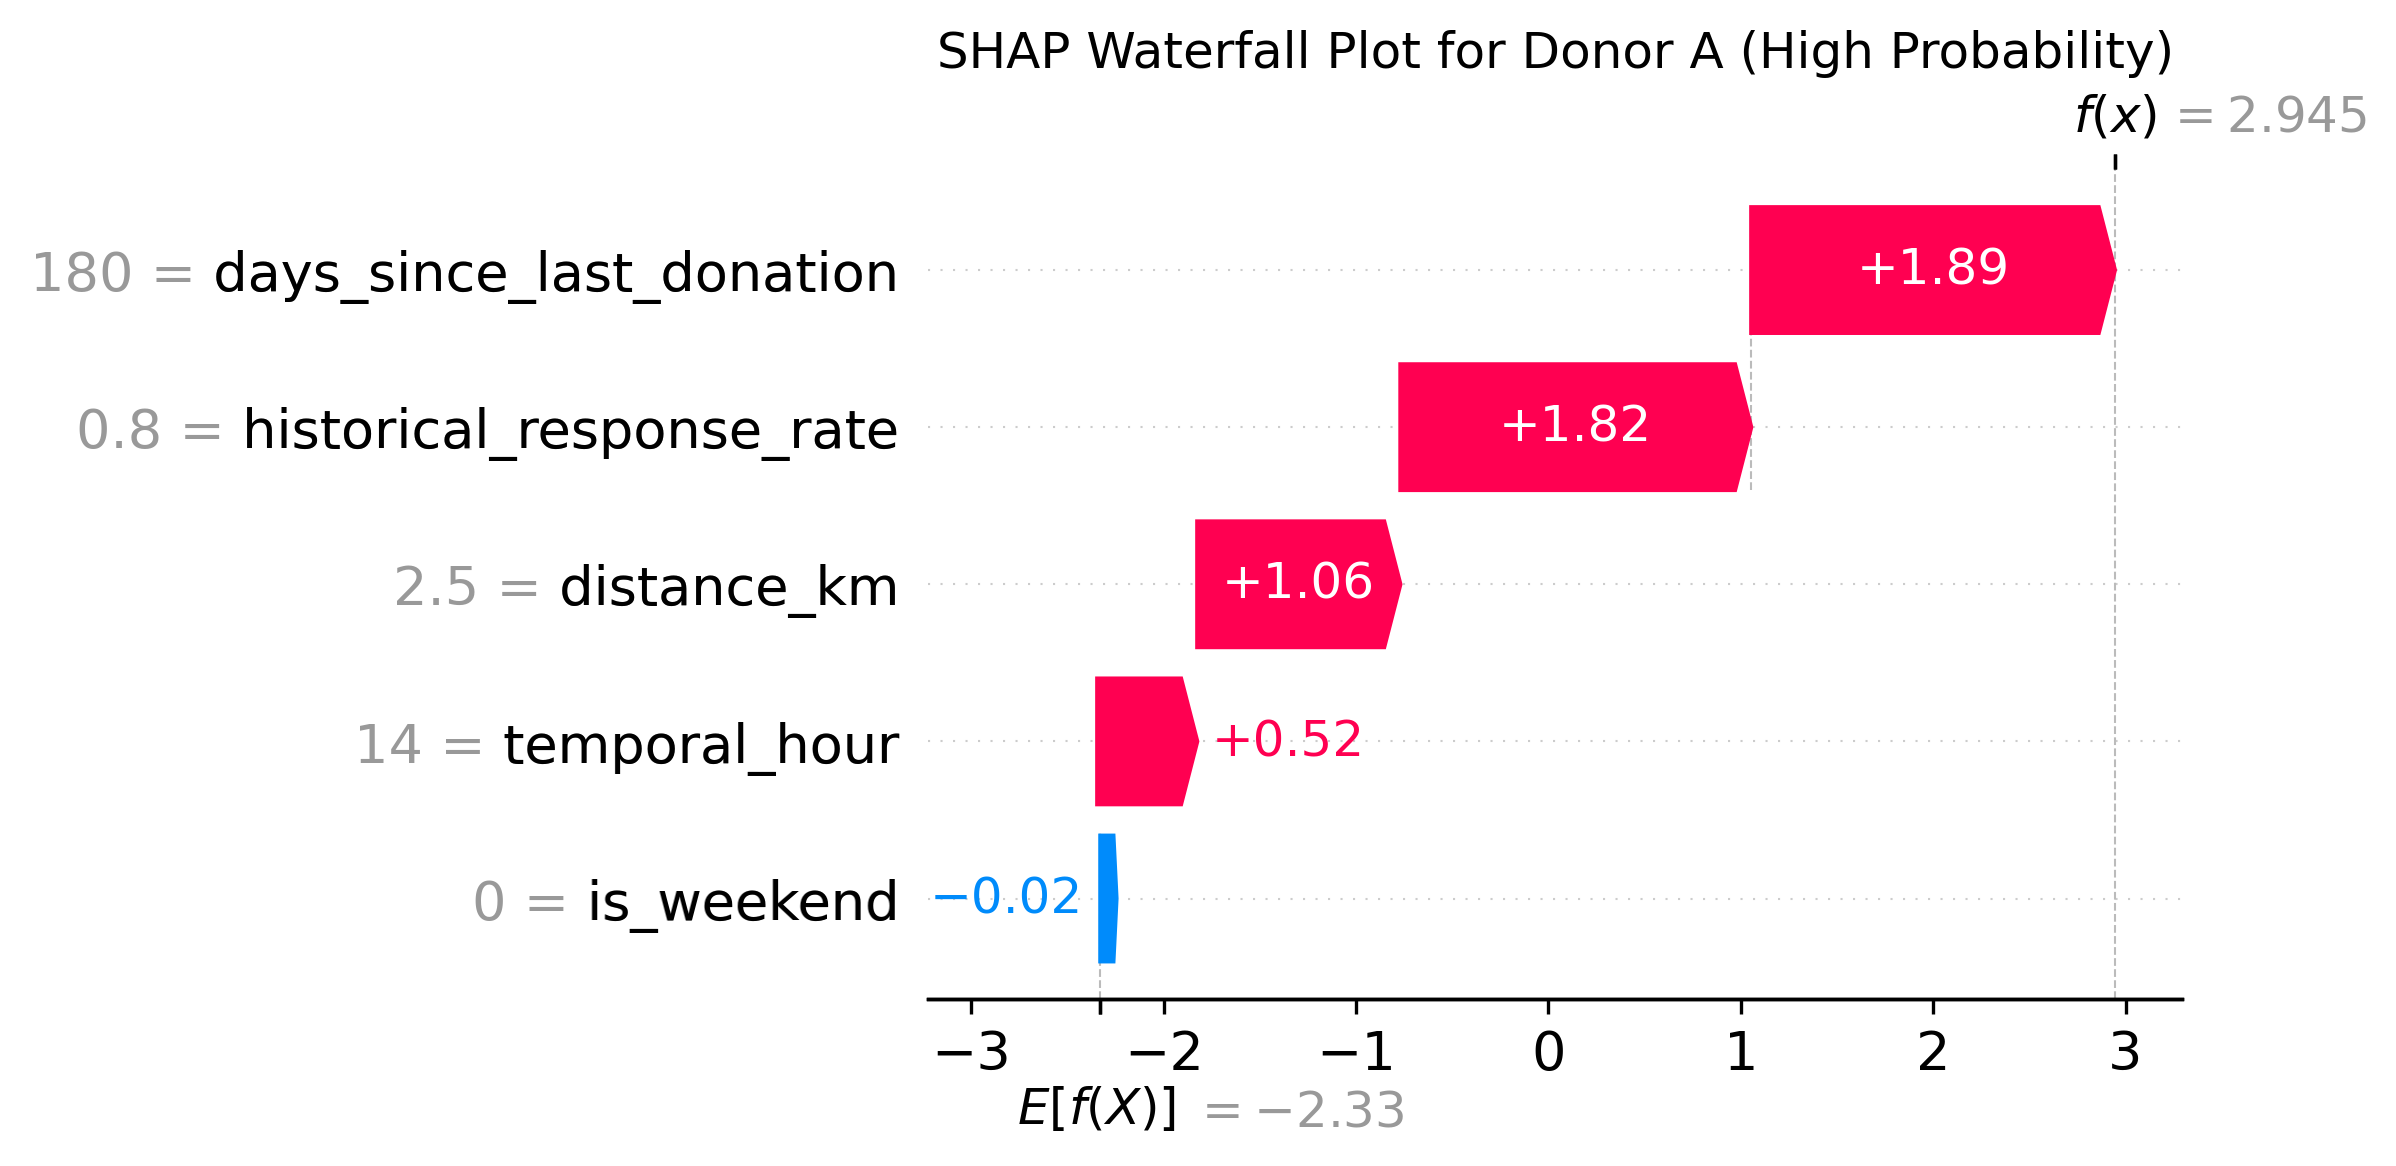 SHAP Waterfall Plot for Donor A (High Probability)
f(x) = 2.945
180 = days_since_last_donation
+1.89
0.8 = historical_response_rate
+1.82
2.5 = distance_km
+1.06
14 = temporal_hour
+0.52
0 = is_weekend
−0.02
−3 −2 −1 0 1 2 3
E[f(X)] = −2.33